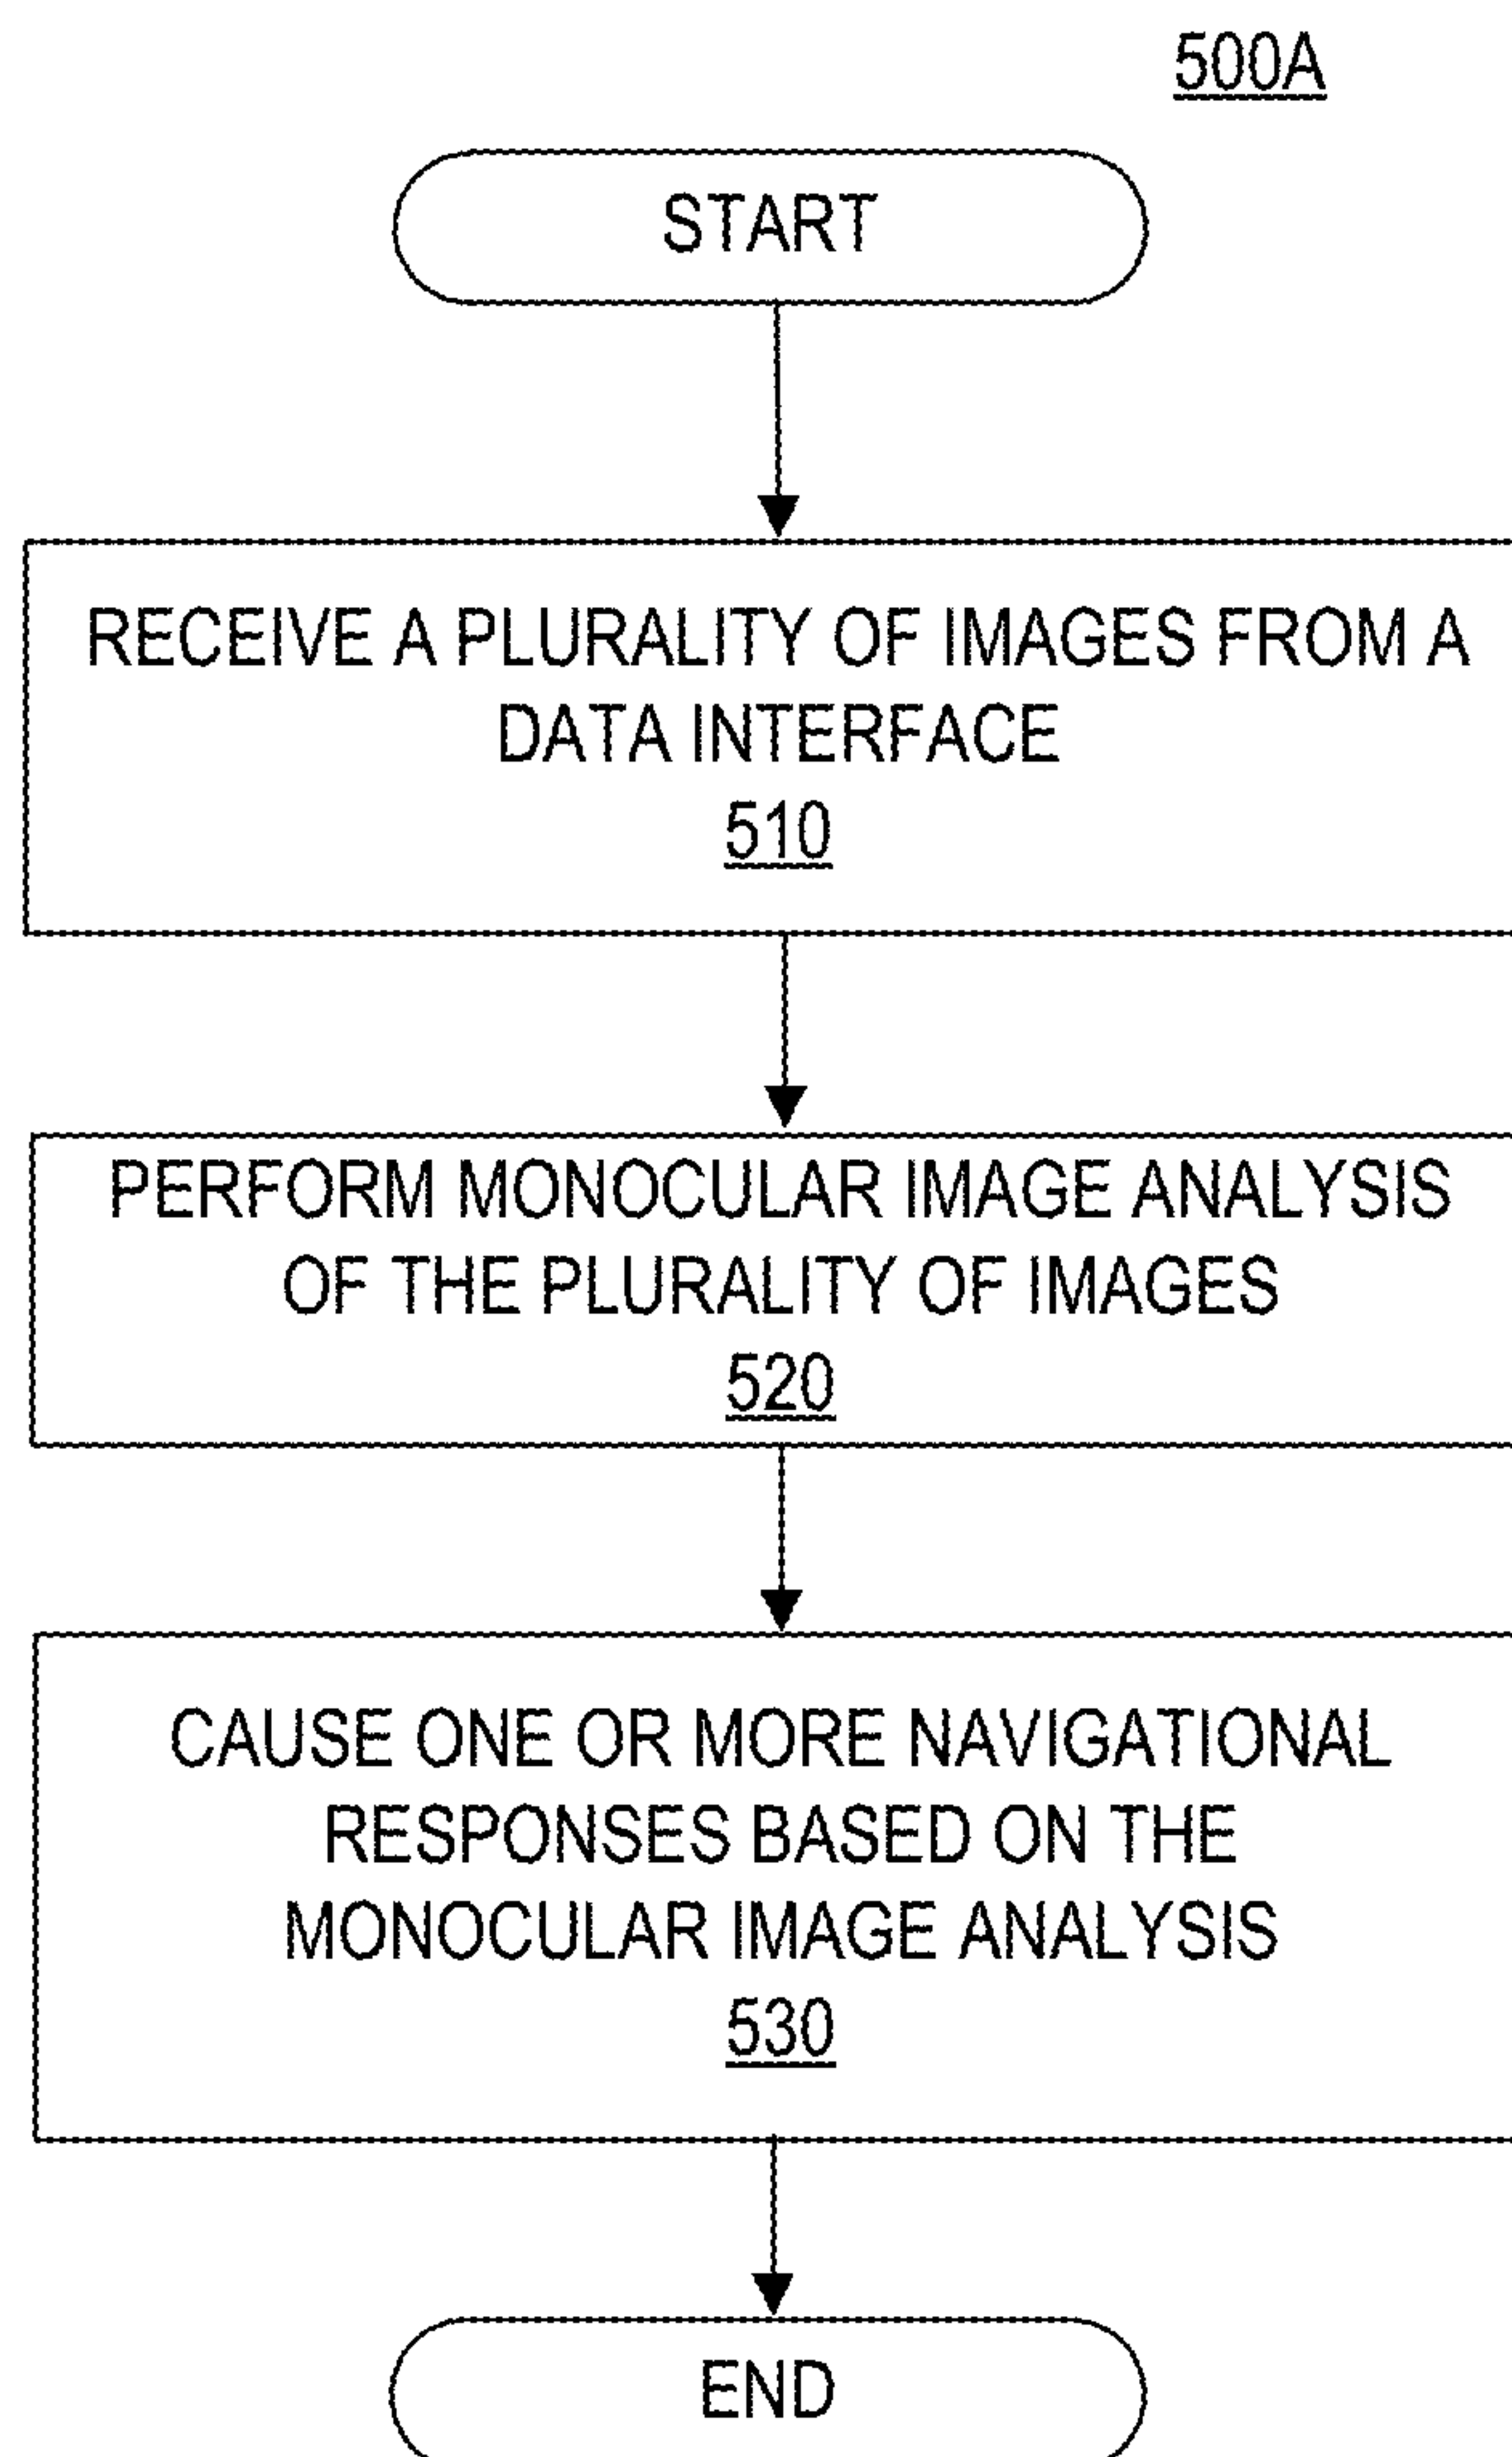 500A
START
RECEIVE A PLURALITY OF IMAGES FROM A
DATA INTERFACE
510
PERFORM MONOCULAR IMAGE ANALYSIS
OF THE PLURALITY OF IMAGES
520
CAUSE ONE OR MORE NAVIGATIONAL
RESPONSES BASED ON THE
MONOCULAR IMAGE ANALYSIS
530
END